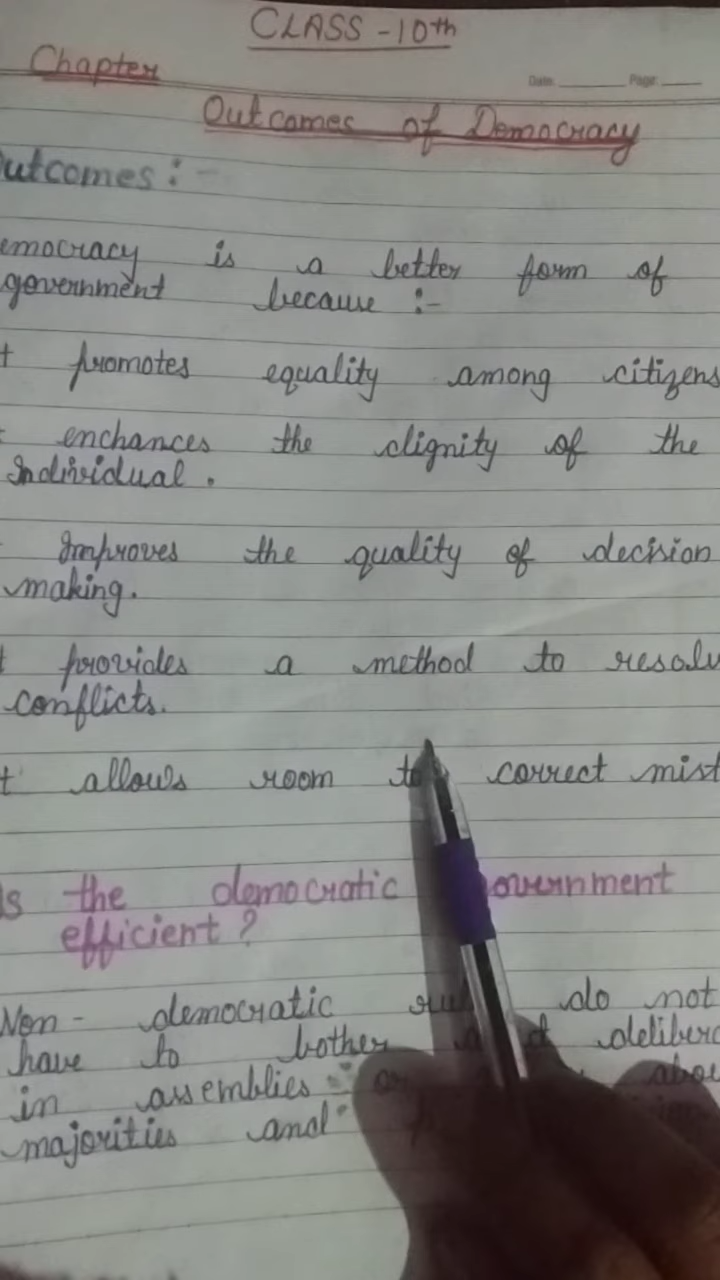 CLASS - 10th
Chapter
Date: Page:
Outcomes of Democracy
utcomes :-
emocracy is a better form of
government because :-
t promotes equality among citizens
t enchances the dignity of the
Individual.
Improves the quality of decision
making.
t provides a method to resolv
conflicts.
t allows room to correct mist
Is the democratic overnment
efficient ?
Non- democratic do not
have to bother deliber
in assemblies abou
majorities and